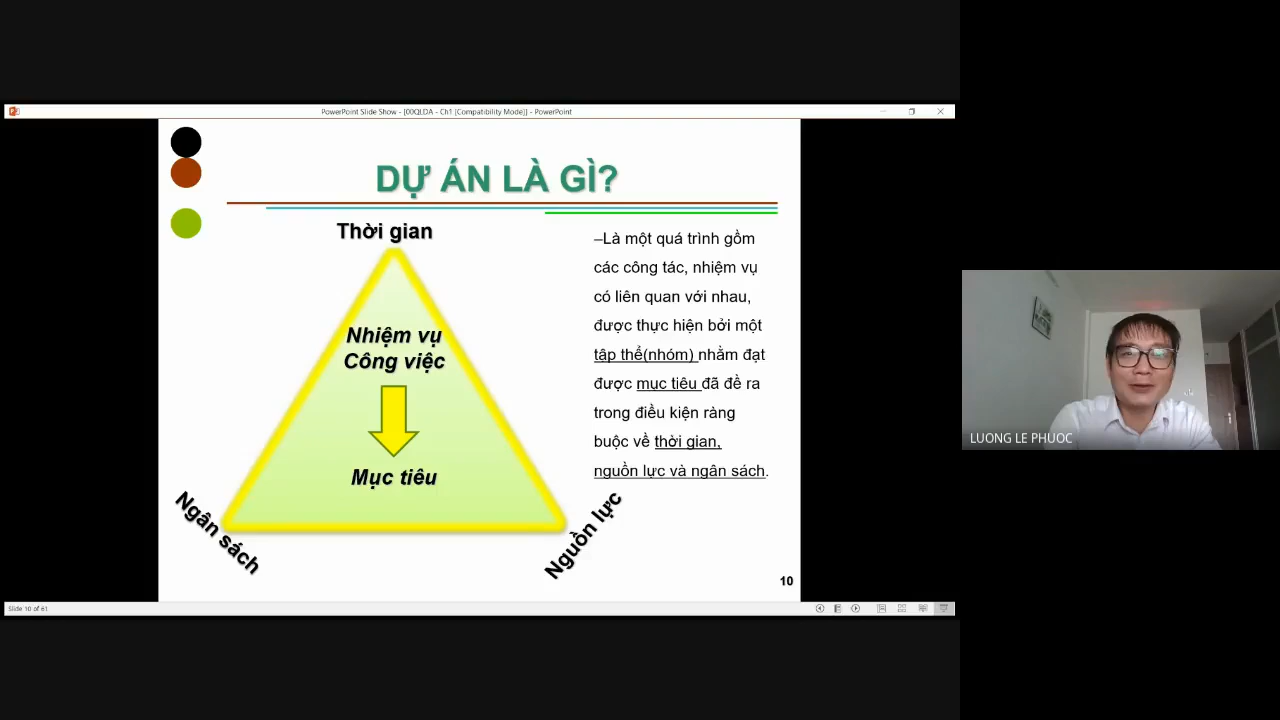 PowerPoint Slide Show - [00QLDA - Ch1 [Compatibility Mode]] - PowerPoint
DỰ ÁN LÀ GÌ?
Thời gian
Nhiệm vụ
Công việc
Mục tiêu
Ngân sách
Nguồn lực
–Là một quá trình gồm
các công tác, nhiệm vụ
có liên quan với nhau,
được thực hiện bởi một
tập thể(nhóm) nhằm đạt
được mục tiêu đã đề ra
trong điều kiện ràng
buộc về thời gian,
nguồn lực và ngân sách.
10
Slide 10 of 61
LUONG LE PHUOC